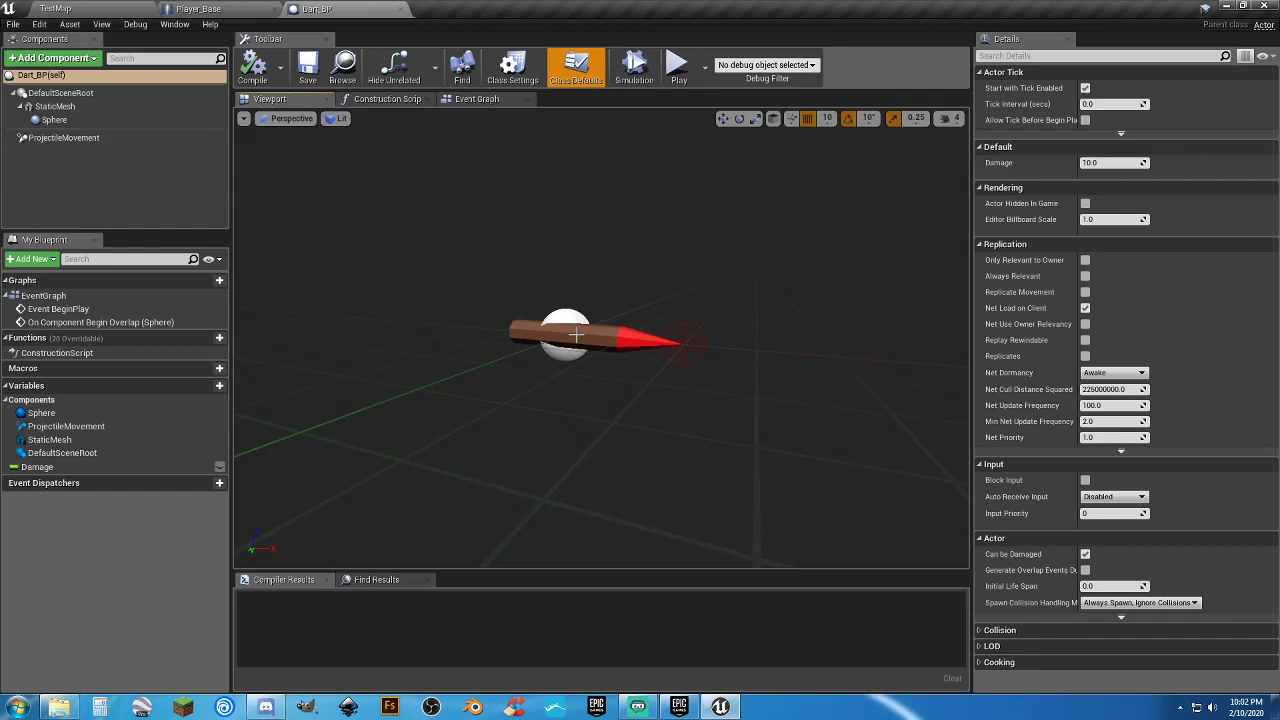 TestMap
Player_Base
Dart_BP
File
Edit
Asset
View
Debug
Window
Help
Parent class: Actor
Components
+ Add Component
Search
Dart_BP(self)
DefaultSceneRoot
StaticMesh
Sphere
ProjectileMovement
Toolbar
Compile
Save
Browse
Hide Unrelated
Find
Class Settings
Class Defaults
Simulation
Play
No debug object selected
Debug Filter
Viewport
Construction Scrip
Event Graph
Perspective
Lit
10
10°
0.25
4
My Blueprint
+ Add New
Search
Graphs
EventGraph
Event BeginPlay
On Component Begin Overlap (Sphere)
Functions (20 Overridable)
ConstructionScript
Macros
Variables
Components
Sphere
ProjectileMovement
StaticMesh
DefaultSceneRoot
Damage
Event Dispatchers
Z
X
Y
Compiler Results
Find Results
Clear
Details
Search Details
Actor Tick
Start with Tick Enabled
Tick Interval (secs) 0.0
Allow Tick Before Begin Pla
Default
Damage 10.0
Rendering
Actor Hidden In Game
Editor Billboard Scale 1.0
Replication
Only Relevant to Owner
Always Relevant
Replicate Movement
Net Load on Client
Net Use Owner Relevancy
Replay Rewindable
Replicates
Net Dormancy Awake
Net Cull Distance Squared 225000000.0
Net Update Frequency 100.0
Min Net Update Frequency 2.0
Net Priority 1.0
Input
Block Input
Auto Receive Input Disabled
Input Priority 0
Actor
Can be Damaged
Generate Overlap Events Du
Initial Life Span 0.0
Spawn Collision Handling M Always Spawn, Ignore Collisions
Collision
LOD
Cooking
Pro
Fs
EPIC GAMES
EPIC GAMES
10:02 PM
2/10/2020